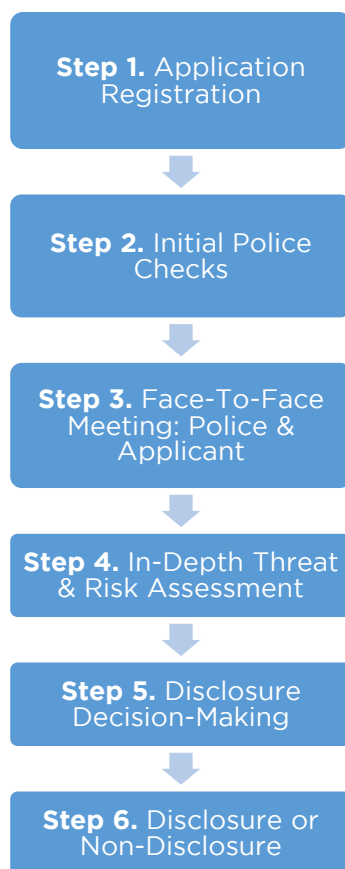 Step 1. Application
Registration
Step 2. Initial Police
Checks
Step 3. Face-To-Face
Meeting: Police &
Applicant
Step 4. In-Depth Threat
& Risk Assessment
Step 5. Disclosure
Decision-Making
Step 6. Disclosure or
Non-Disclosure